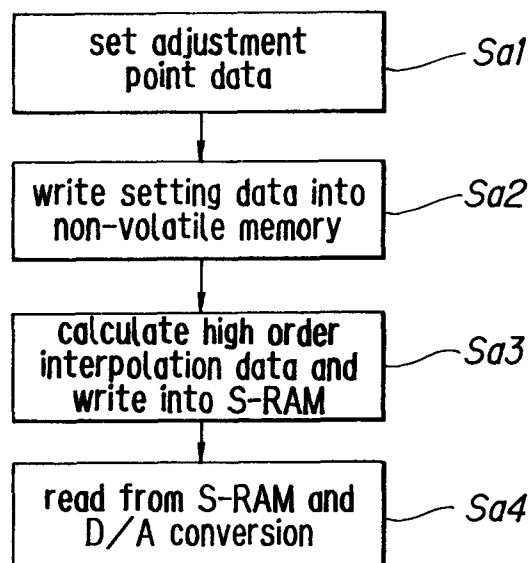 set adjustment
point data
Sa1
write setting data into
non-volatile memory
Sa2
calculate high order
interpolation data and
write into S-RAM
Sa3
read from S-RAM and
D/A conversion
Sa4